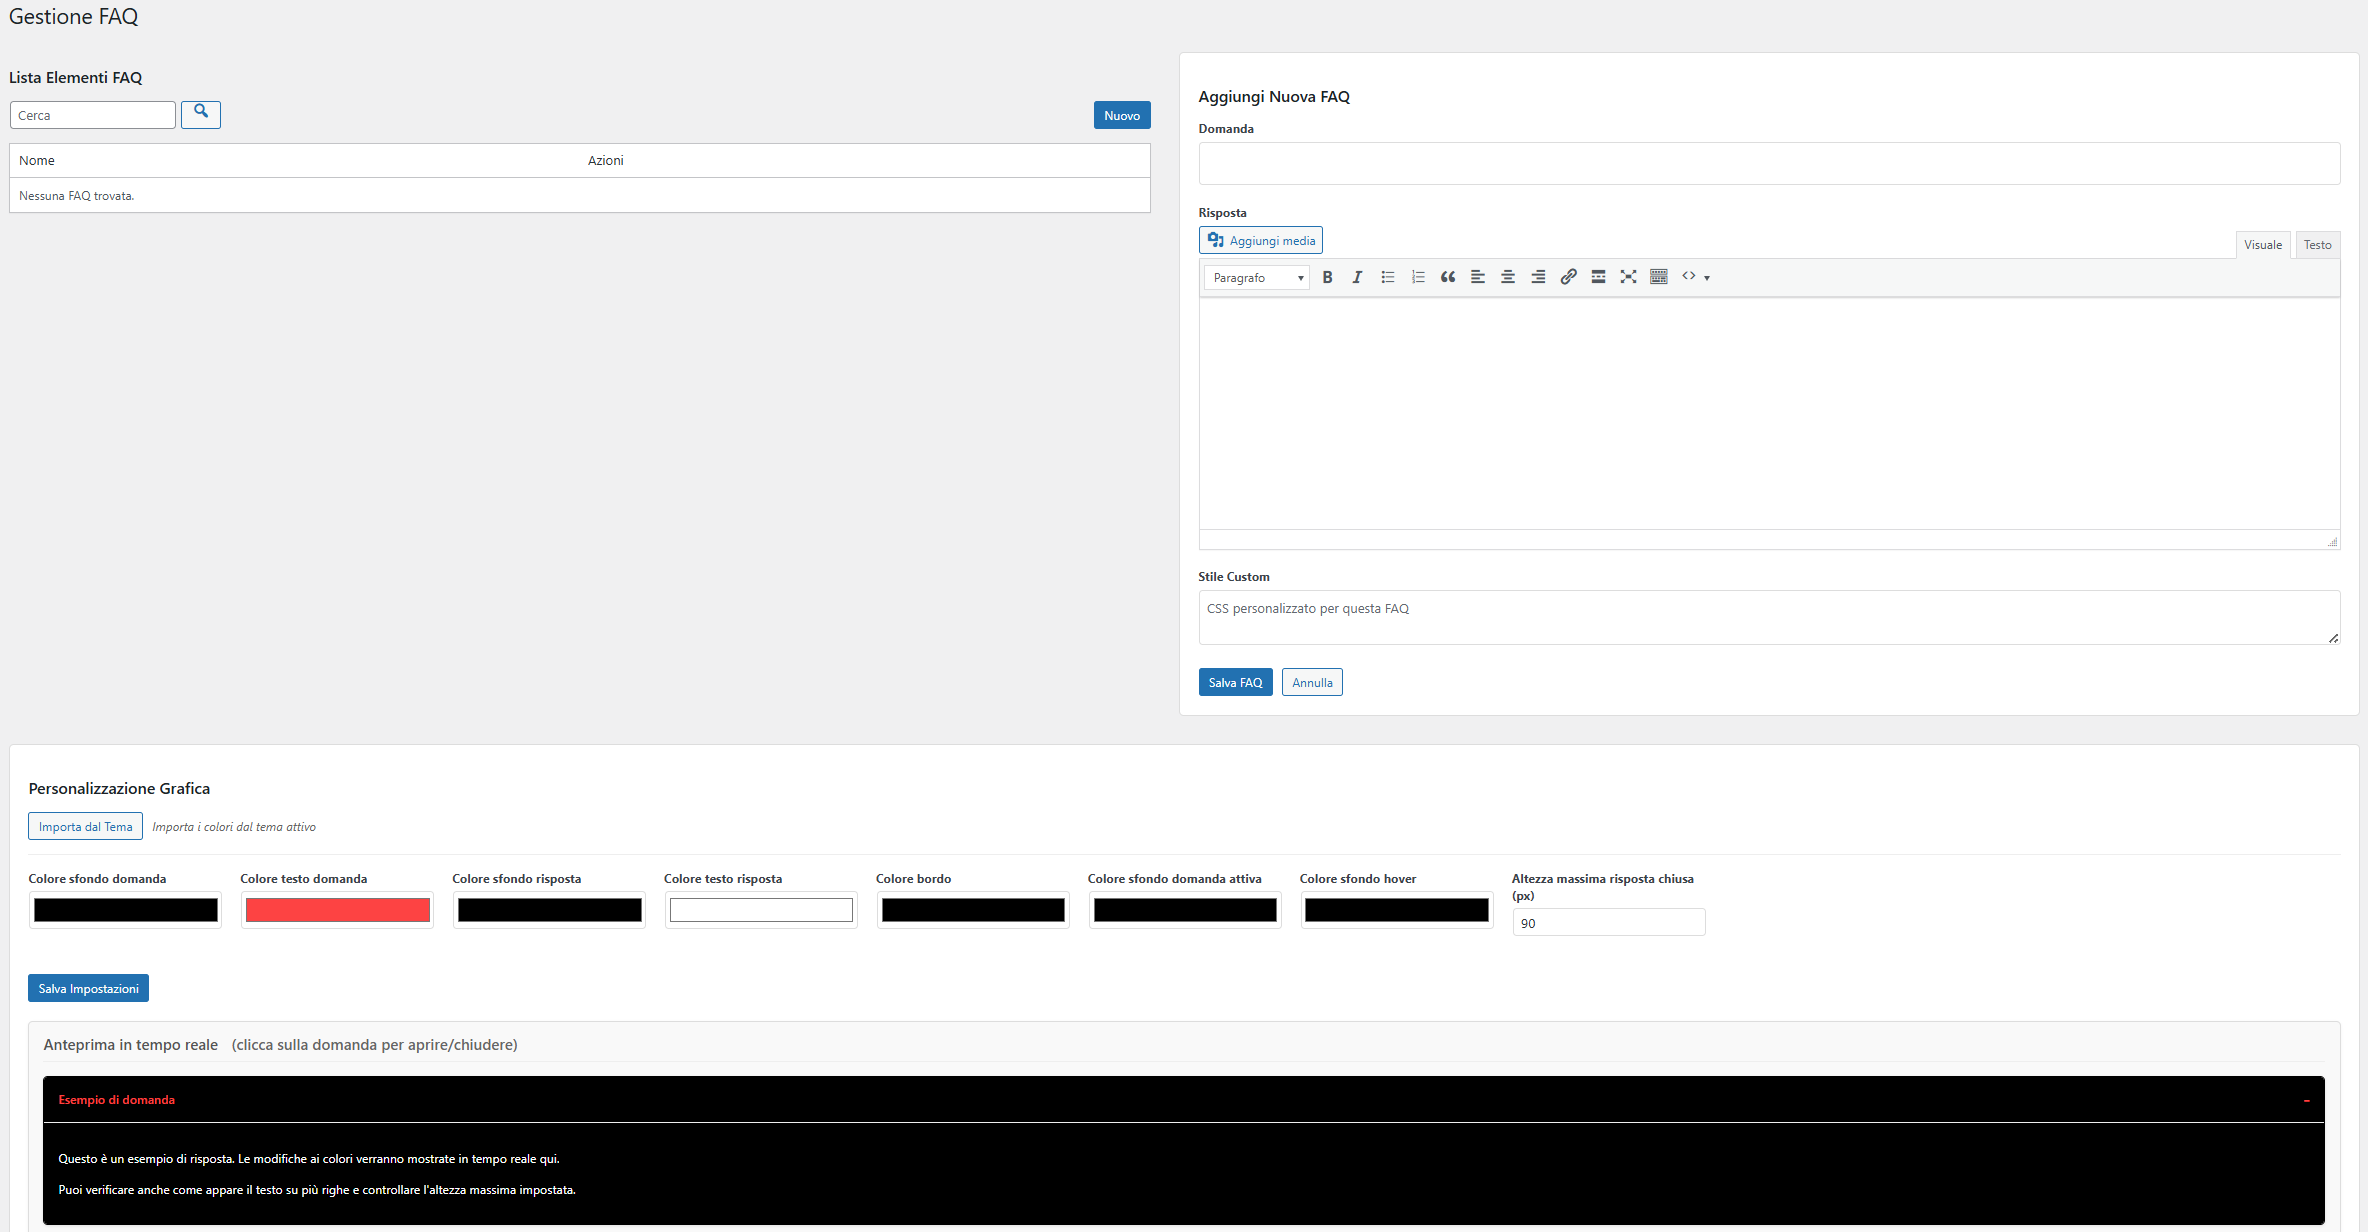 Gestione FAQ
Lista Elementi FAQ
Cerca
Nuovo
Nome Azioni
Nessuna FAQ trovata.
Aggiungi Nuova FAQ
Domanda
Risposta
Aggiungi media
Visuale Testo
Paragrafo
Stile Custom
CSS personalizzato per questa FAQ
Salva FAQ Annulla
Personalizzazione Grafica
Importa dal Tema Importa i colori dal tema attivo
Colore sfondo domanda
Colore testo domanda
Colore sfondo risposta
Colore testo risposta
Colore bordo
Colore sfondo domanda attiva
Colore sfondo hover
Altezza massima risposta chiusa
(px)
90
Salva Impostazioni
Anteprima in tempo reale (clicca sulla domanda per aprire/chiudere)
Esempio di domanda -
Questo è un esempio di risposta. Le modifiche ai colori verranno mostrate in tempo reale qui.
Puoi verificare anche come appare il testo su più righe e controllare l'altezza massima impostata.